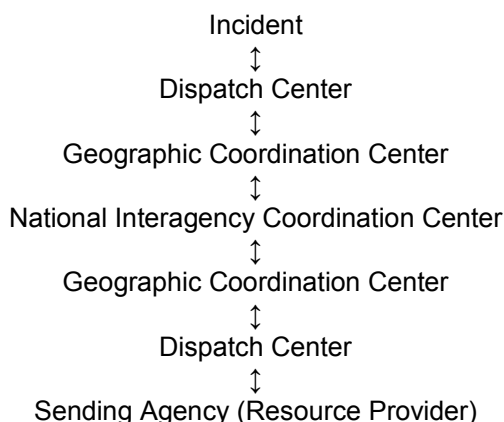 Incident
↕
Dispatch Center
↕
Geographic Coordination Center
↕
National Interagency Coordination Center
↕
Geographic Coordination Center
↕
Dispatch Center
↕
Sending Agency (Resource Provider)